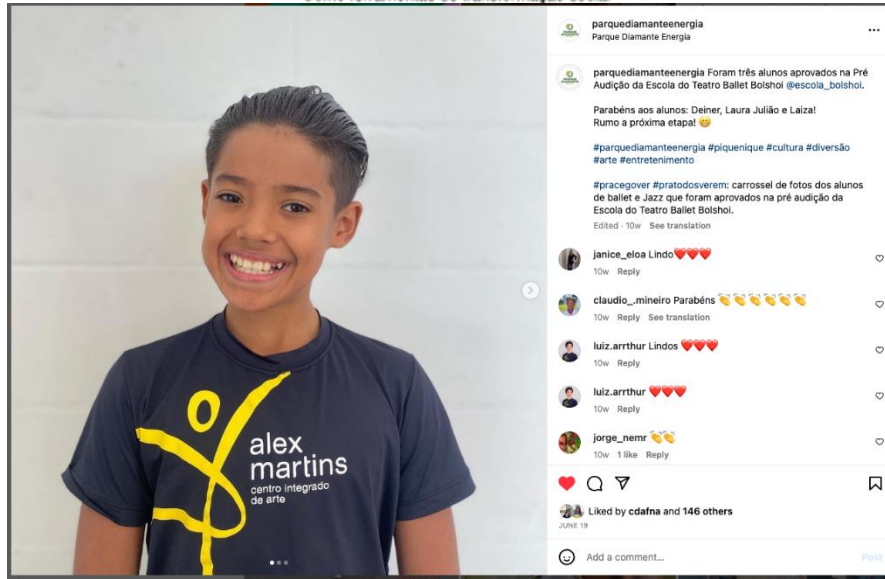 parquediamanteenergia
Parque Diamante Energia
parquediamanteenergia Foram três alunos aprovados na Pré
Audição da Escola do Teatro Ballet Bolshoi @escola_bolshoi.
Parabéns aos alunos: Deiner, Laura Julião e Laiza!
Rumo a próxima etapa! 😁
#parquediamanteenergia #piquenique #cultura #diversão
#arte #entretenimento
#pracegover #pratodosverem: carrossel de fotos dos alunos
de ballet e Jazz que foram aprovados na pré audição da
Escola do Teatro Ballet Bolshoi.
Edited · 10w See translation
janice_eloa Lindo❤️❤️❤️
10w Reply
claudio_.mineiro Parabéns 👏👏👏👏👏👏
10w Reply See translation
luiz.arrthur Lindos ❤️❤️❤️
10w Reply
luiz.arrthur ❤️❤️❤️
10w Reply
jorge_nemr 👏👏
10w 1 like Reply
Liked by cdafna and 146 others
JUNE 19
Add a comment...
Post
alex
martins
centro integrado
de arte